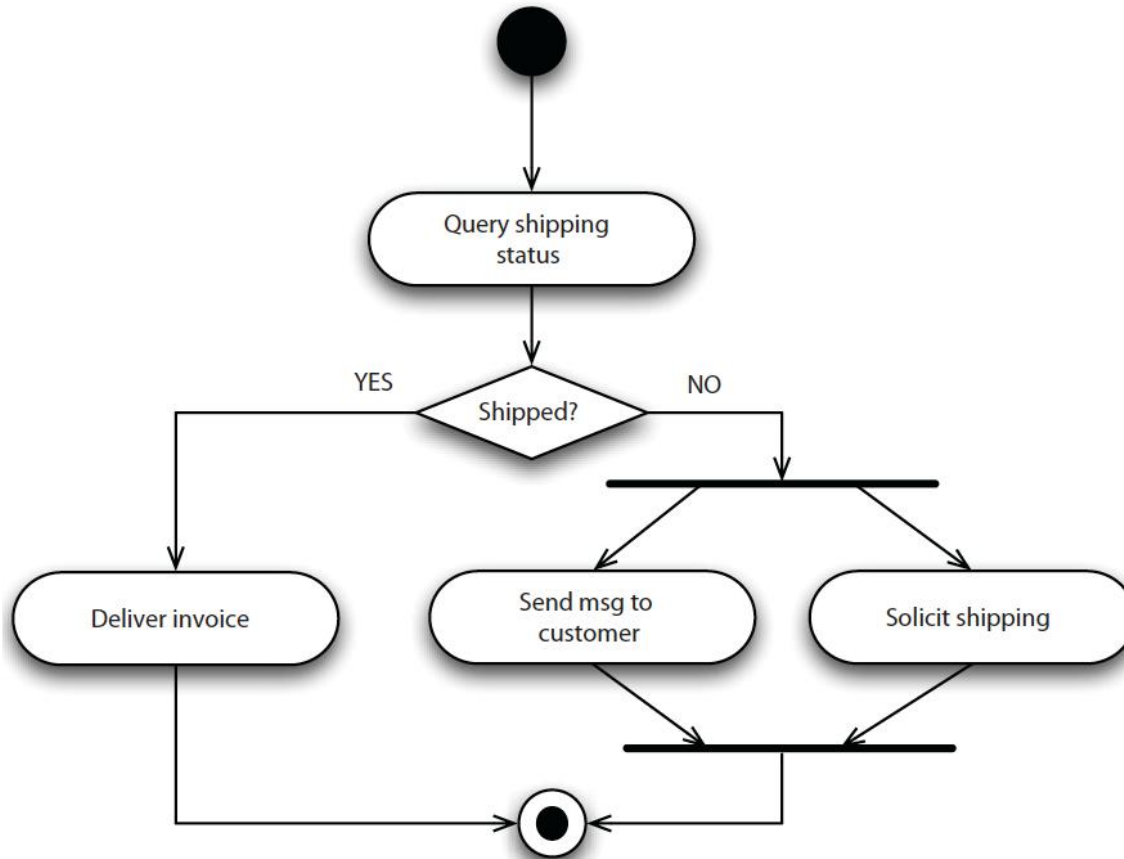 Query shipping
status
YES
Shipped?
NO
Deliver invoice
Send msg to
customer
Solicit shipping